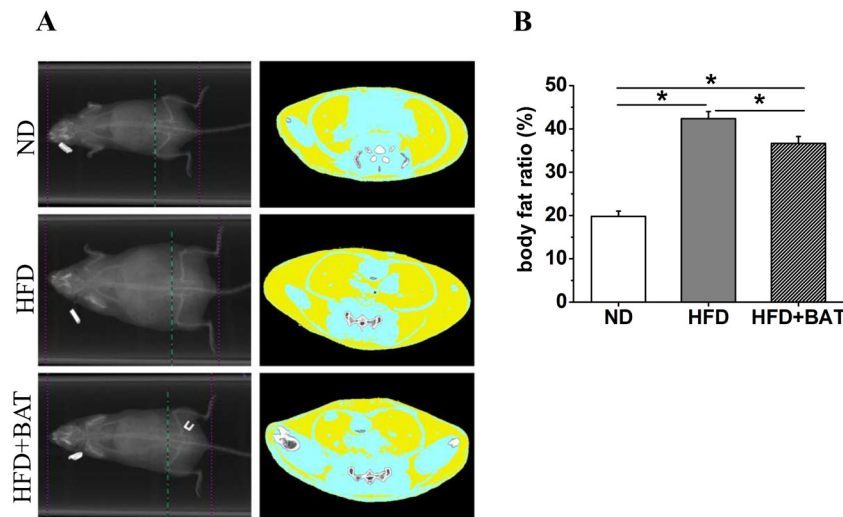 A
ND
HFD
HFD+BAT
B
body fat ratio (%)
50
40
30
20
10
0
*
*
*
ND HFD HFD+BAT